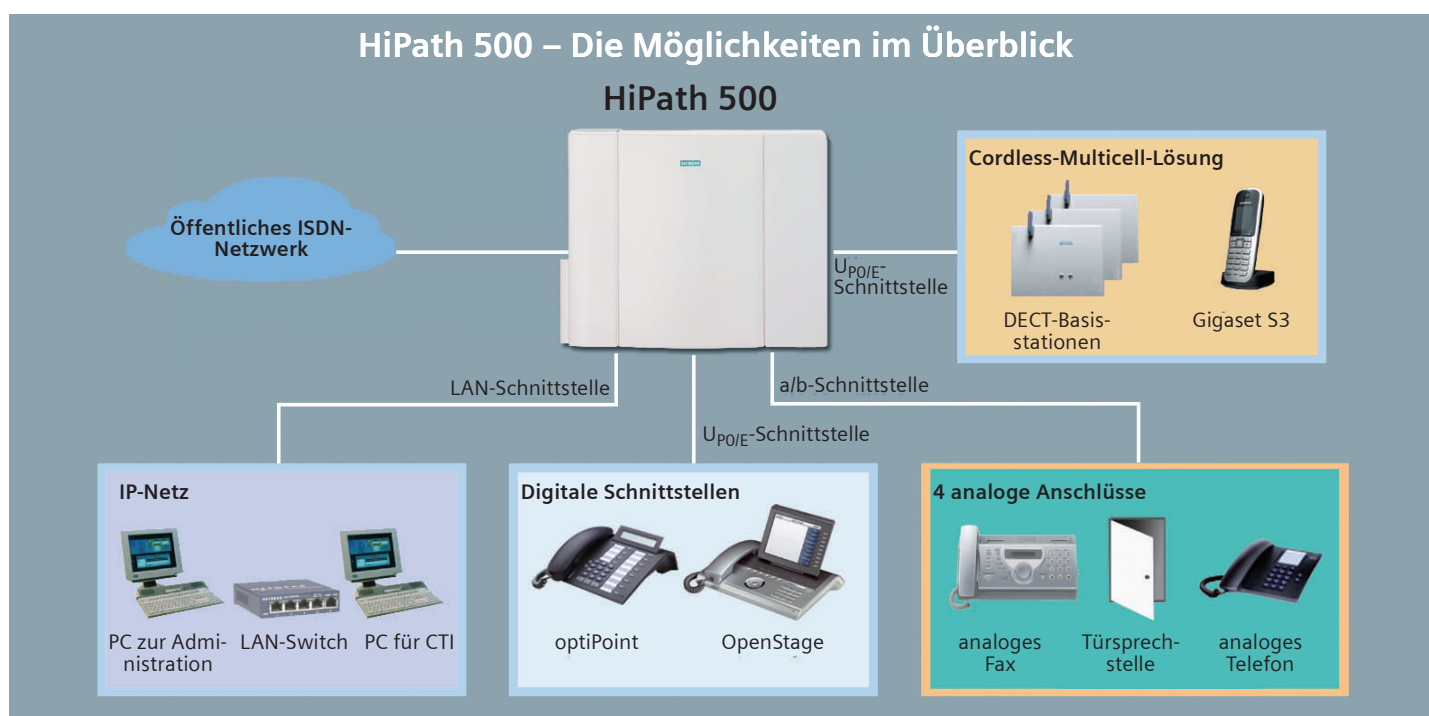 HiPath 500 – Die Möglichkeiten im Überblick
HiPath 500
SIEMENS
Öffentliches ISDN-
Netzwerk
Cordless-Multicell-Lösung
DECT-Basis-
stationen
Gigaset S3
UP0/E-
Schnittstelle
LAN-Schnittstelle
a/b-Schnittstelle
UP0/E-Schnittstelle
IP-Netz
PC zur Admi-
nistration
LAN-Switch
PC für CTI
Digitale Schnittstellen
optiPoint
OpenStage
4 analoge Anschlüsse
analoges
Fax
Türsprech-
stelle
analoges
Telefon